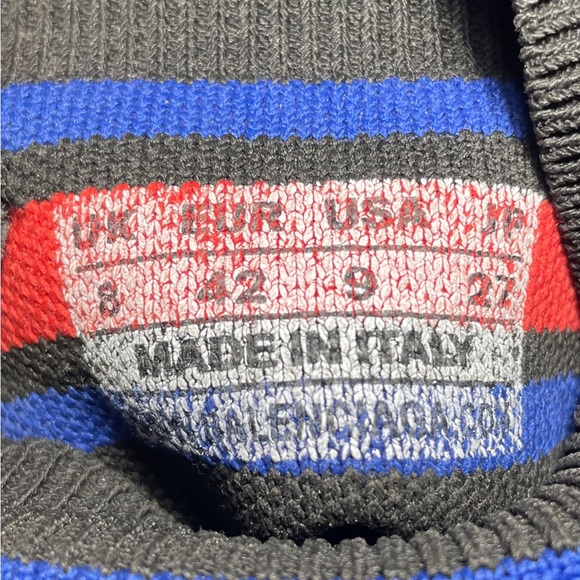 UK EUR USA JP
8 42 9 27
MADE IN ITALY
BALENCIAGA.COM